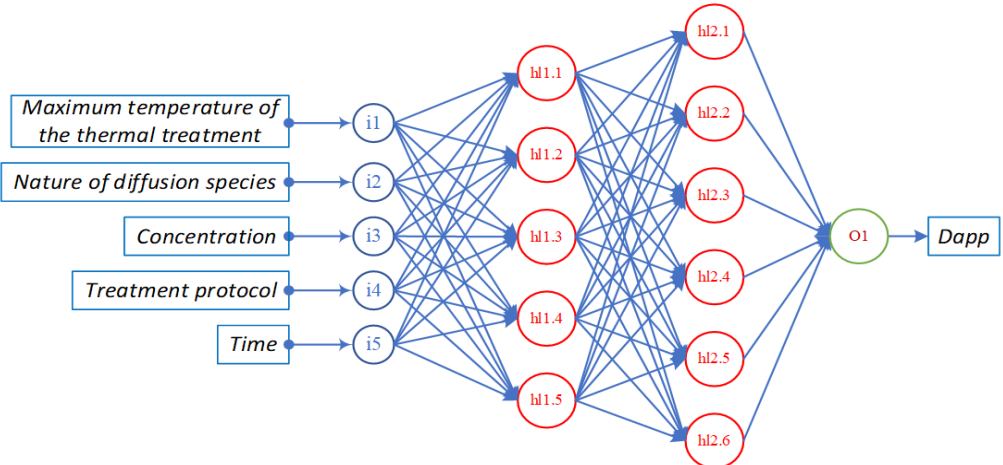 Maximum temperature of
the thermal treatment
Nature of diffusion species
Concentration
Treatment protocol
Time
i1
i2
i3
i4
i5
hl1.1
hl1.2
hl1.3
hl1.4
hl1.5
hl2.1
hl2.2
hl2.3
hl2.4
hl2.5
hl2.6
O1
Dapp